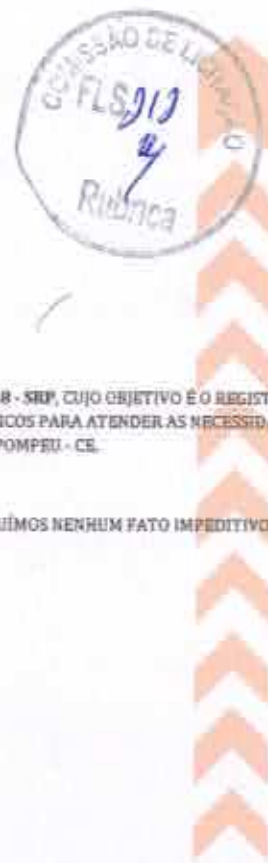 COMISSÃO DE LICITAÇÃO
FLS
Rubrica
8 - SRP, CUJO OBJETIVO É O REGIST
ICOS PARA ATENDER AS NECESSID
POMPEU - CE.
UÍMOS NENHUM FATO IMPEDITIVO